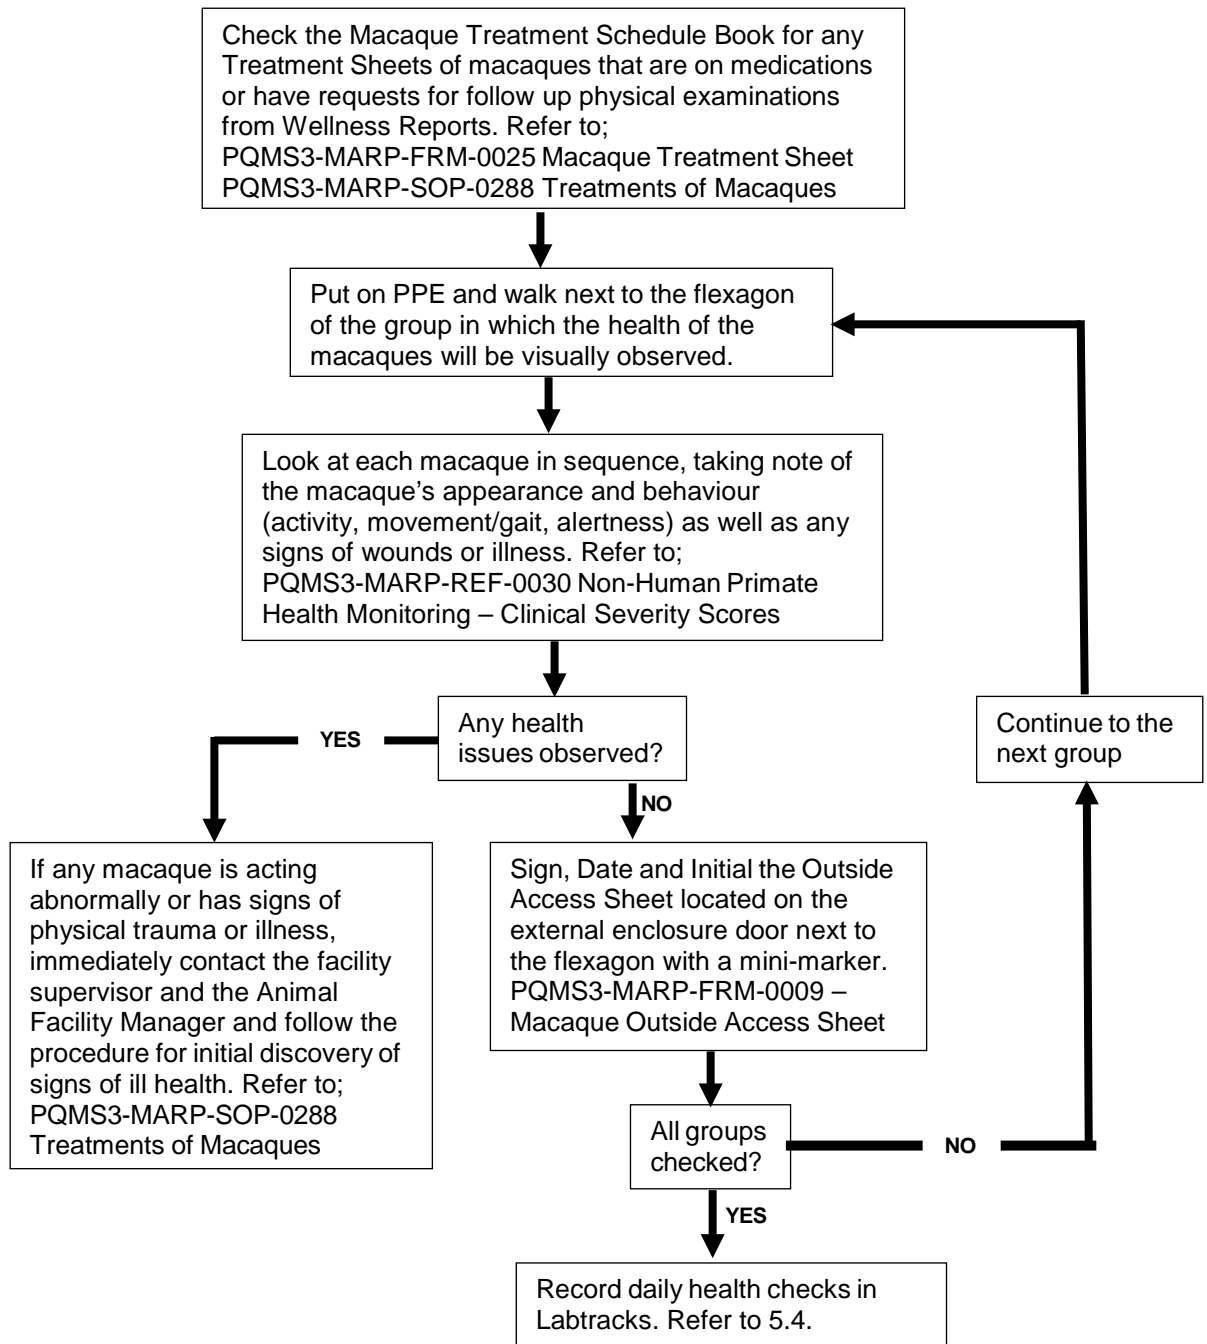 Check the Macaque Treatment Schedule Book for any
Treatment Sheets of macaques that are on medications
or have requests for follow up physical examinations
from Wellness Reports. Refer to;
PQMS3-MARP-FRM-0025 Macaque Treatment Sheet
PQMS3-MARP-SOP-0288 Treatments of Macaques
Put on PPE and walk next to the flexagon
of the group in which the health of the
macaques will be visually observed.
Look at each macaque in sequence, taking note of
the macaque's appearance and behaviour
(activity, movement/gait, alertness) as well as any
signs of wounds or illness. Refer to;
PQMS3-MARP-REF-0030 Non-Human Primate
Health Monitoring – Clinical Severity Scores
Any health
issues observed?
YES
NO
Continue to the
next group
If any macaque is acting
abnormally or has signs of
physical trauma or illness,
immediately contact the facility
supervisor and the Animal
Facility Manager and follow the
procedure for initial discovery of
signs of ill health. Refer to;
PQMS3-MARP-SOP-0288
Treatments of Macaques
Sign, Date and Initial the Outside
Access Sheet located on the
external enclosure door next to
the flexagon with a mini-marker.
PQMS3-MARP-FRM-0009 –
Macaque Outside Access Sheet
All groups
checked?
NO
YES
Record daily health checks in
Labtracks. Refer to 5.4.